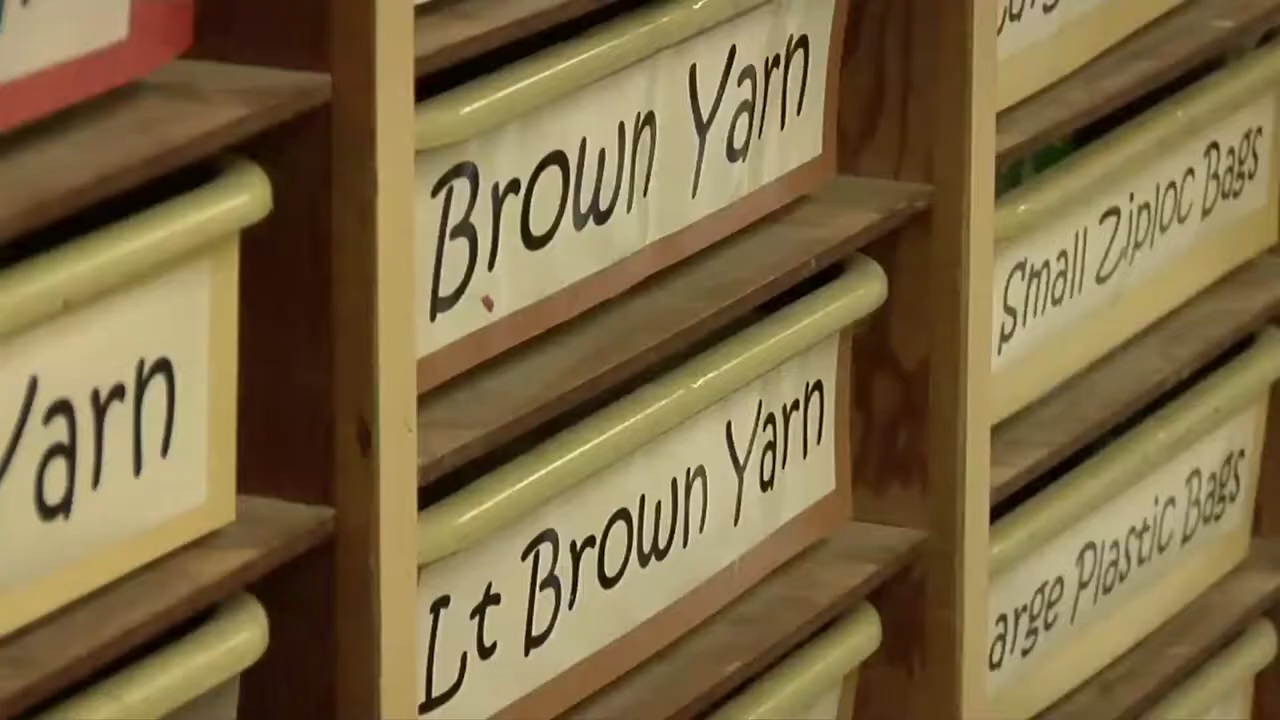 Yarn
Brown Yarn
Lt Brown Yarn
Small Ziploc Bags
arge Plastic Bags